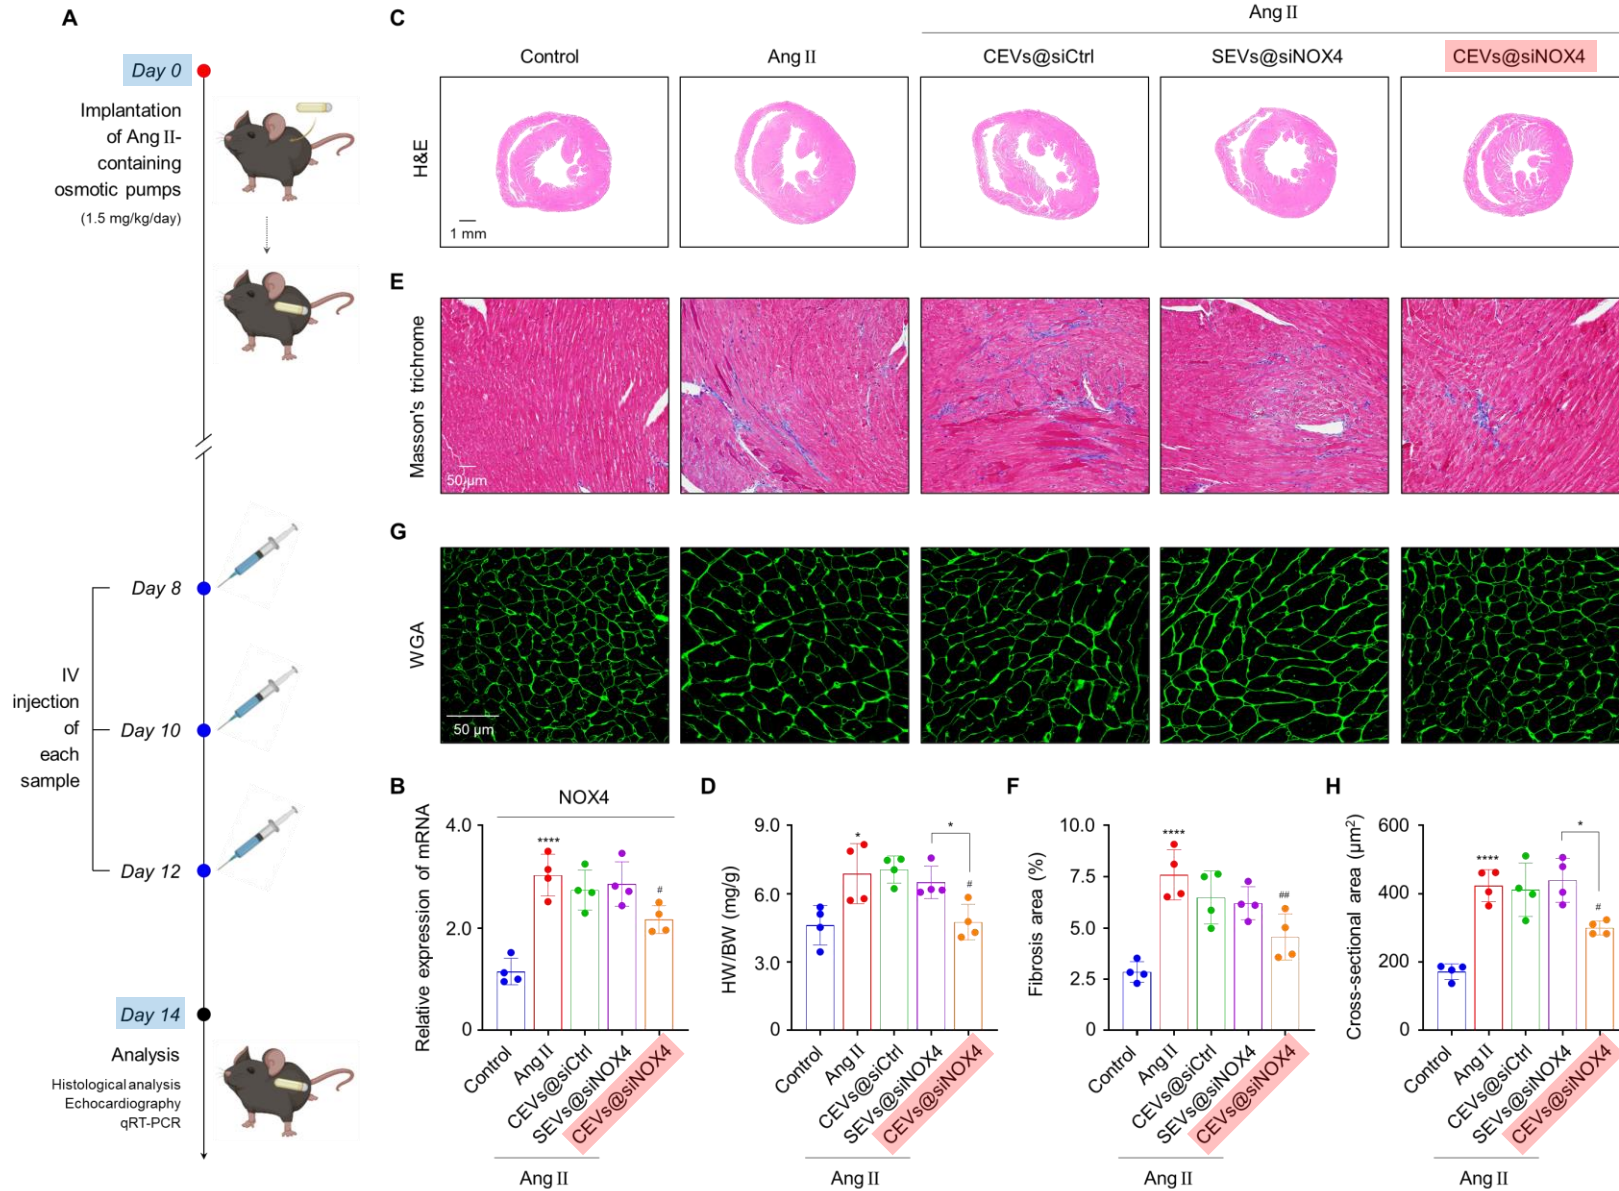 A
Day 0
Implantation
of Ang II-
containing
osmotic pumps
(1.5 mg/kg/day)
Day 8
IV
injection
of
each
sample
Day 10
Day 12
Day 14
Analysis
Histological analysis
Echocardiography
qRT-PCR
C
Ang II
Control
Ang II
CEVs@siCtrl
SEVs@siNOX4
CEVs@siNOX4
H&E
1 mm
E
Masson's trichrome
50 μm
G
WGA
50 μm
B
NOX4
Relative expression of mRNA
4.0
2.0
0
****
#
Control
Ang II
CEVs@siCtrl
SEVs@siNOX4
CEVs@siNOX4
Ang II
D
HW/BW (mg/g)
9.0
6.0
3.0
0
*
*
#
Control
Ang II
CEVs@siCtrl
SEVs@siNOX4
CEVs@siNOX4
Ang II
F
Fibrosis area (%)
10.0
7.5
5.0
2.5
0
****
##
Control
Ang II
CEVs@siCtrl
SEVs@siNOX4
CEVs@siNOX4
Ang II
H
Cross-sectional area (μm²)
600
400
200
0
****
*
#
Control
Ang II
CEVs@siCtrl
SEVs@siNOX4
CEVs@siNOX4
Ang II